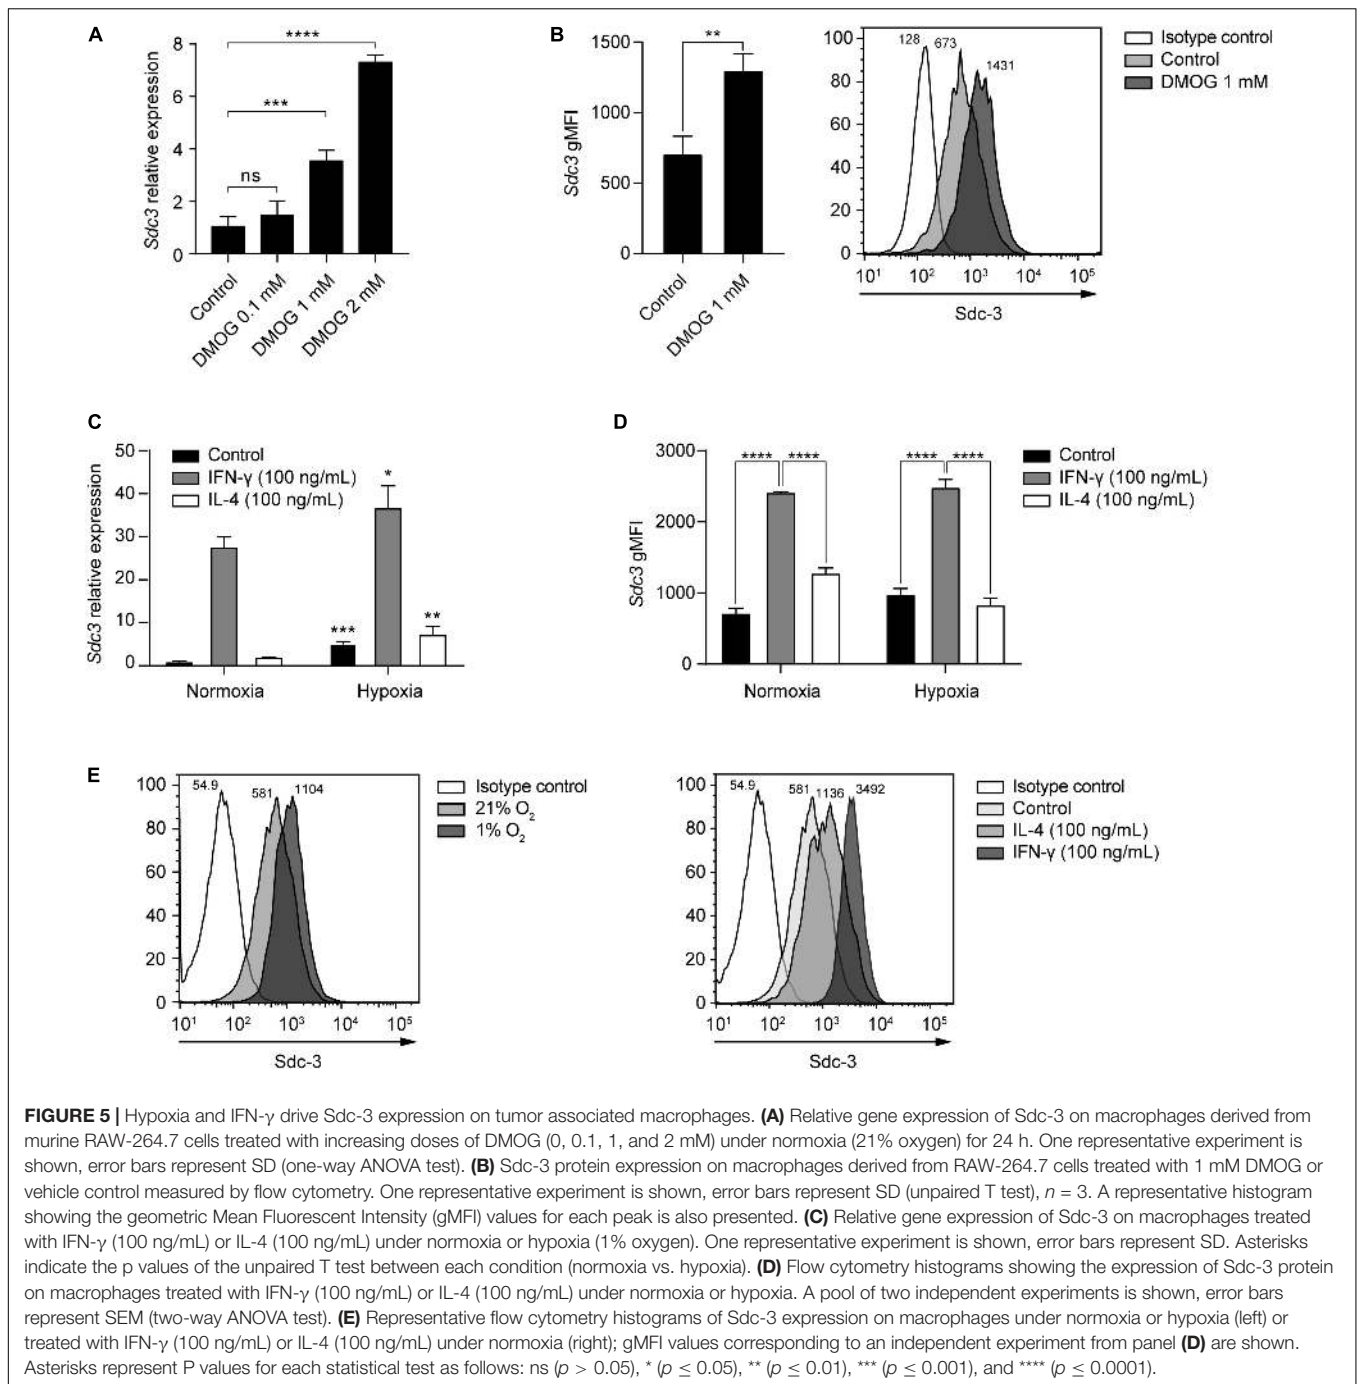 A
Sdc3 relative expression
8
6
4
2
0
****
***
ns
Control
DMOG 0.1 mM
DMOG 1 mM
DMOG 2 mM
B
Sdc3 gMFI
1500
1000
500
0
**
Control
DMOG 1 mM
100
80
60
40
20
0
128
673
1431
10¹ 10² 10³ 10⁴ 10⁵
Sdc-3
Isotype control
Control
DMOG 1 mM
C
Sdc3 relative expression
50
40
30
20
10
0
Control
IFN-γ (100 ng/mL)
IL-4 (100 ng/mL)
***
*
**
Normoxia
Hypoxia
D
Sdc3 gMFI
3000
2000
1000
0
**** ****
**** ****
Normoxia
Hypoxia
Control
IFN-γ (100 ng/mL)
IL-4 (100 ng/mL)
E
100
80
60
40
20
0
54.9
581
1104
10¹ 10² 10³ 10⁴ 10⁵
Sdc-3
Isotype control
21% O₂
1% O₂
100
80
60
40
20
0
54.9
581
1136
3492
10¹ 10² 10³ 10⁴ 10⁵
Sdc-3
Isotype control
Control
IL-4 (100 ng/mL)
IFN-γ (100 ng/mL)
FIGURE 5 | Hypoxia and IFN-γ drive Sdc-3 expression on tumor associated macrophages. (A) Relative gene expression of Sdc-3 on macrophages derived from
murine RAW-264.7 cells treated with increasing doses of DMOG (0, 0.1, 1, and 2 mM) under normoxia (21% oxygen) for 24 h. One representative experiment is
shown, error bars represent SD (one-way ANOVA test). (B) Sdc-3 protein expression on macrophages derived from RAW-264.7 cells treated with 1 mM DMOG or
vehicle control measured by flow cytometry. One representative experiment is shown, error bars represent SD (unpaired T test), n = 3. A representative histogram
showing the geometric Mean Fluorescent Intensity (gMFI) values for each peak is also presented. (C) Relative gene expression of Sdc-3 on macrophages treated
with IFN-γ (100 ng/mL) or IL-4 (100 ng/mL) under normoxia or hypoxia (1% oxygen). One representative experiment is shown, error bars represent SD. Asterisks
indicate the p values of the unpaired T test between each condition (normoxia vs. hypoxia). (D) Flow cytometry histograms showing the expression of Sdc-3 protein
on macrophages treated with IFN-γ (100 ng/mL) or IL-4 (100 ng/mL) under normoxia or hypoxia. A pool of two independent experiments is shown, error bars
represent SEM (two-way ANOVA test). (E) Representative flow cytometry histograms of Sdc-3 expression on macrophages under normoxia or hypoxia (left) or
treated with IFN-γ (100 ng/mL) or IL-4 (100 ng/mL) under normoxia (right); gMFI values corresponding to an independent experiment from panel (D) are shown.
Asterisks represent P values for each statistical test as follows: ns (p > 0.05), * (p ≤ 0.05), ** (p ≤ 0.01), *** (p ≤ 0.001), and **** (p ≤ 0.0001).